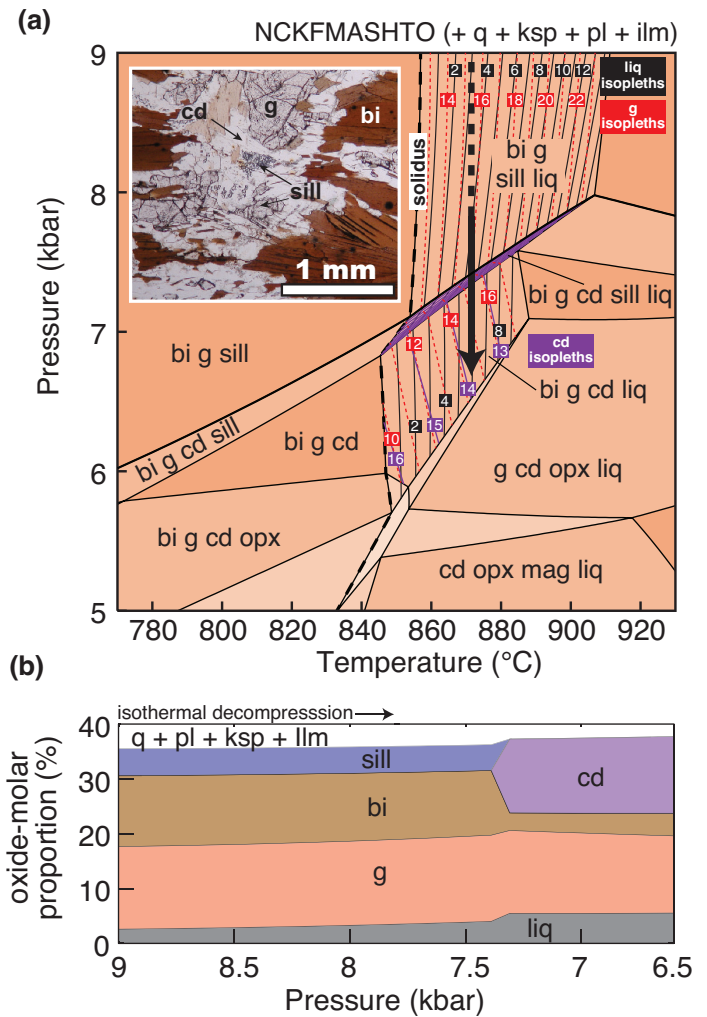 (a)
NCKFMASHTO (+ q + ksp + pl + ilm)
9
8
7
6
5
Pressure (kbar)
cd
g
bi
sill
1 mm
solidus
2 4 6 8 10 12
liq
isopleths
14 16 18 20 22
g
isopleths
bi g
sill liq
bi g cd sill liq
16
14
8
cd
isopleths
12
13
bi g cd liq
14
4
2
15
10
16
bi g sill
bi g cd sill
bi g cd
g cd opx liq
bi g cd opx
cd opx mag liq
780 800 820 840 860 880 900 920
Temperature (°C)
(b)
isothermal decompresssion
40
30
20
10
0
oxide-molar
proportion (%)
q + pl + ksp + Ilm
sill
cd
bi
g
liq
9 8.5 8 7.5 7 6.5
Pressure (kbar)